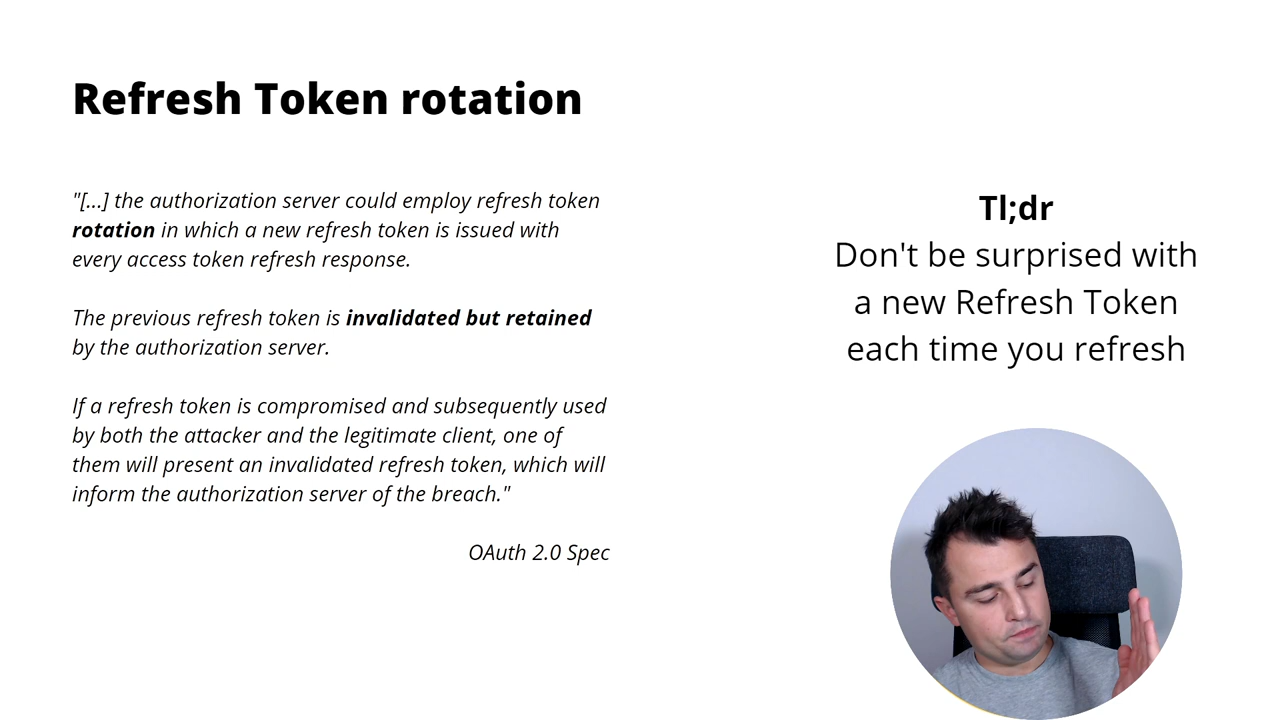 Refresh Token rotation
"[...] the authorization server could employ refresh token
rotation in which a new refresh token is issued with
every access token refresh response.
The previous refresh token is invalidated but retained
by the authorization server.
If a refresh token is compromised and subsequently used
by both the attacker and the legitimate client, one of
them will present an invalidated refresh token, which will
inform the authorization server of the breach."
OAuth 2.0 Spec
Tl;dr
Don't be surprised with
a new Refresh Token
each time you refresh